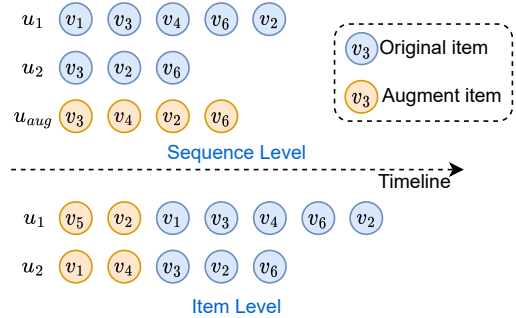 u1 v1 v3 v4 v6 v2
u2 v3 v2 v6
uaug v3 v4 v2 v6
Sequence Level
v3 Original item
v3 Augment item
Timeline
u1 v5 v2 v1 v3 v4 v6 v2
u2 v1 v4 v3 v2 v6
Item Level